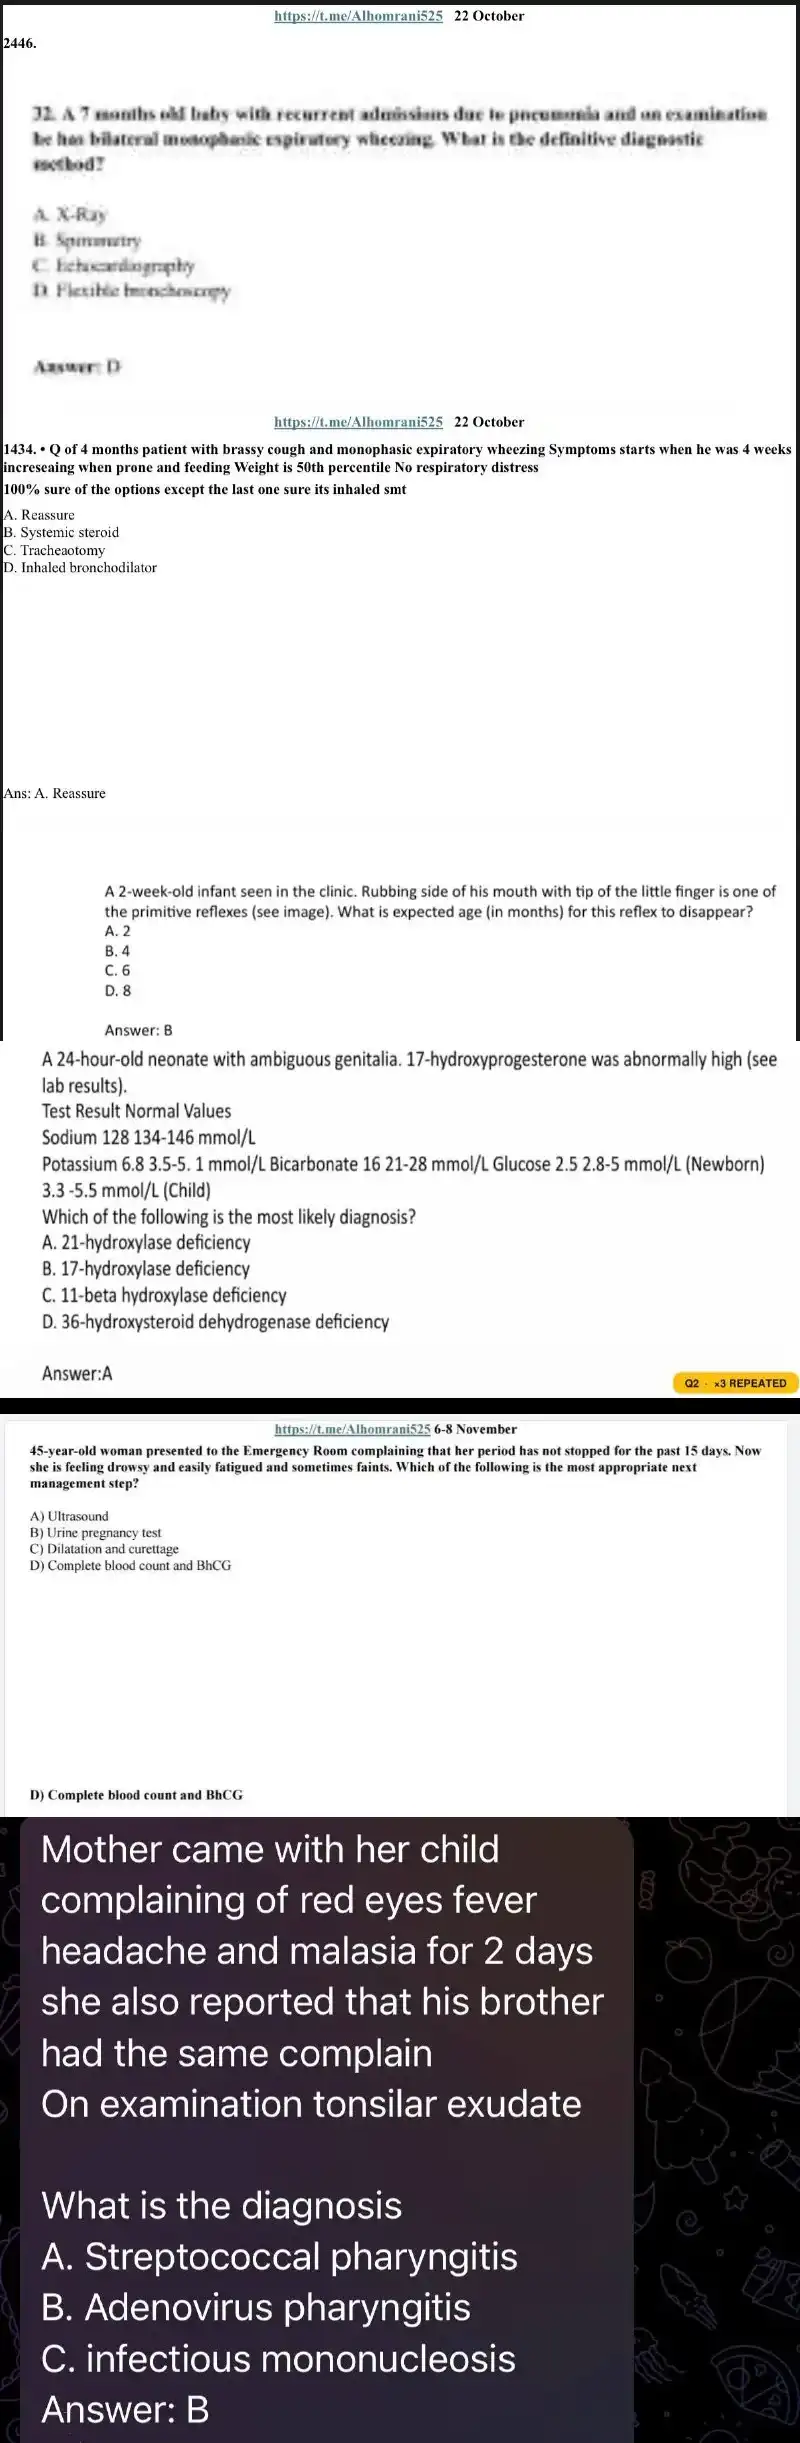 https://t.me/Alhomrani525 22 October
2446.
32. A 7 months old baby with recurrent admissions due to pneumonia and on examination
he has bilateral monophasic expiratory wheezing. What is the definitive diagnostic
method?
A. X-Ray
B. Spirometry
C. Echocardiography
D. Flexible bronchoscopy
Answer: D
https://t.me/Alhomrani525 22 October
1434. • Q of 4 months patient with brassy cough and monophasic expiratory wheezing Symptoms starts when he was 4 weeks
increseaing when prone and feeding Weight is 50th percentile No respiratory distress
100% sure of the options except the last one sure its inhaled smt
A. Reassure
B. Systemic steroid
C. Tracheaotomy
D. Inhaled bronchodilator
Ans: A. Reassure
A 2-week-old infant seen in the clinic. Rubbing side of his mouth with tip of the little finger is one of
the primitive reflexes (see image). What is expected age (in months) for this reflex to disappear?
A. 2
B. 4
C. 6
D. 8
Answer: B
A 24-hour-old neonate with ambiguous genitalia. 17-hydroxyprogesterone was abnormally high (see
lab results).
Test Result Normal Values
Sodium 128 134-146 mmol/L
Potassium 6.8 3.5-5. 1 mmol/L Bicarbonate 16 21-28 mmol/L Glucose 2.5 2.8-5 mmol/L (Newborn)
3.3 -5.5 mmol/L (Child)
Which of the following is the most likely diagnosis?
A. 21-hydroxylase deficiency
B. 17-hydroxylase deficiency
C. 11-beta hydroxylase deficiency
D. 36-hydroxysteroid dehydrogenase deficiency
Answer:A
Q2 · ×3 REPEATED
https://t.me/Alhomrani525 6-8 November
45-year-old woman presented to the Emergency Room complaining that her period has not stopped for the past 15 days. Now
she is feeling drowsy and easily fatigued and sometimes faints. Which of the following is the most appropriate next
management step?
A) Ultrasound
B) Urine pregnancy test
C) Dilatation and curettage
D) Complete blood count and BhCG
D) Complete blood count and BhCG
Mother came with her child
complaining of red eyes fever
headache and malasia for 2 days
she also reported that his brother
had the same complain
On examination tonsilar exudate
What is the diagnosis
A. Streptococcal pharyngitis
B. Adenovirus pharyngitis
C. infectious mononucleosis
Answer: B